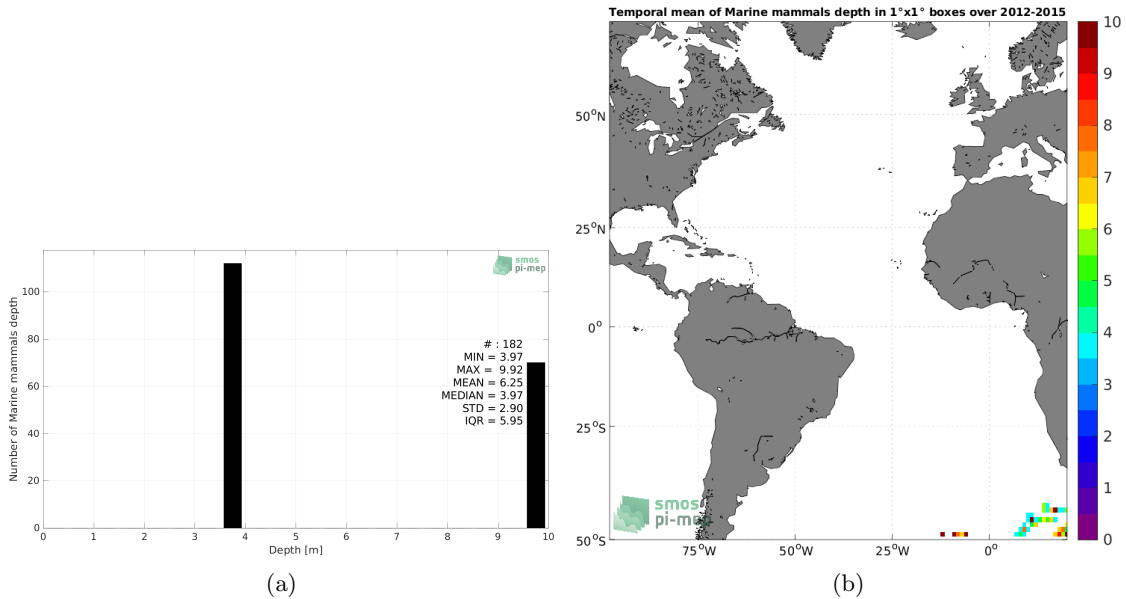 Temporal mean of Marine mammals depth in 1°x1° boxes over 2012-2015
smos
pi-mep
Number of Marine mammals depth
100
80
60
40
20
0
# : 182
MIN = 3.97
MAX = 9.92
MEAN = 6.25
MEDIAN = 3.97
STD = 2.90
IQR = 5.95
0 1 2 3 4 5 6 7 8 9 10
Depth [m]
(a)
50°N
25°N
0°
25°S
50°S
smos
pi-mep
75°W 50°W 25°W 0°
10
9
8
7
6
5
4
3
2
1
0
(b)